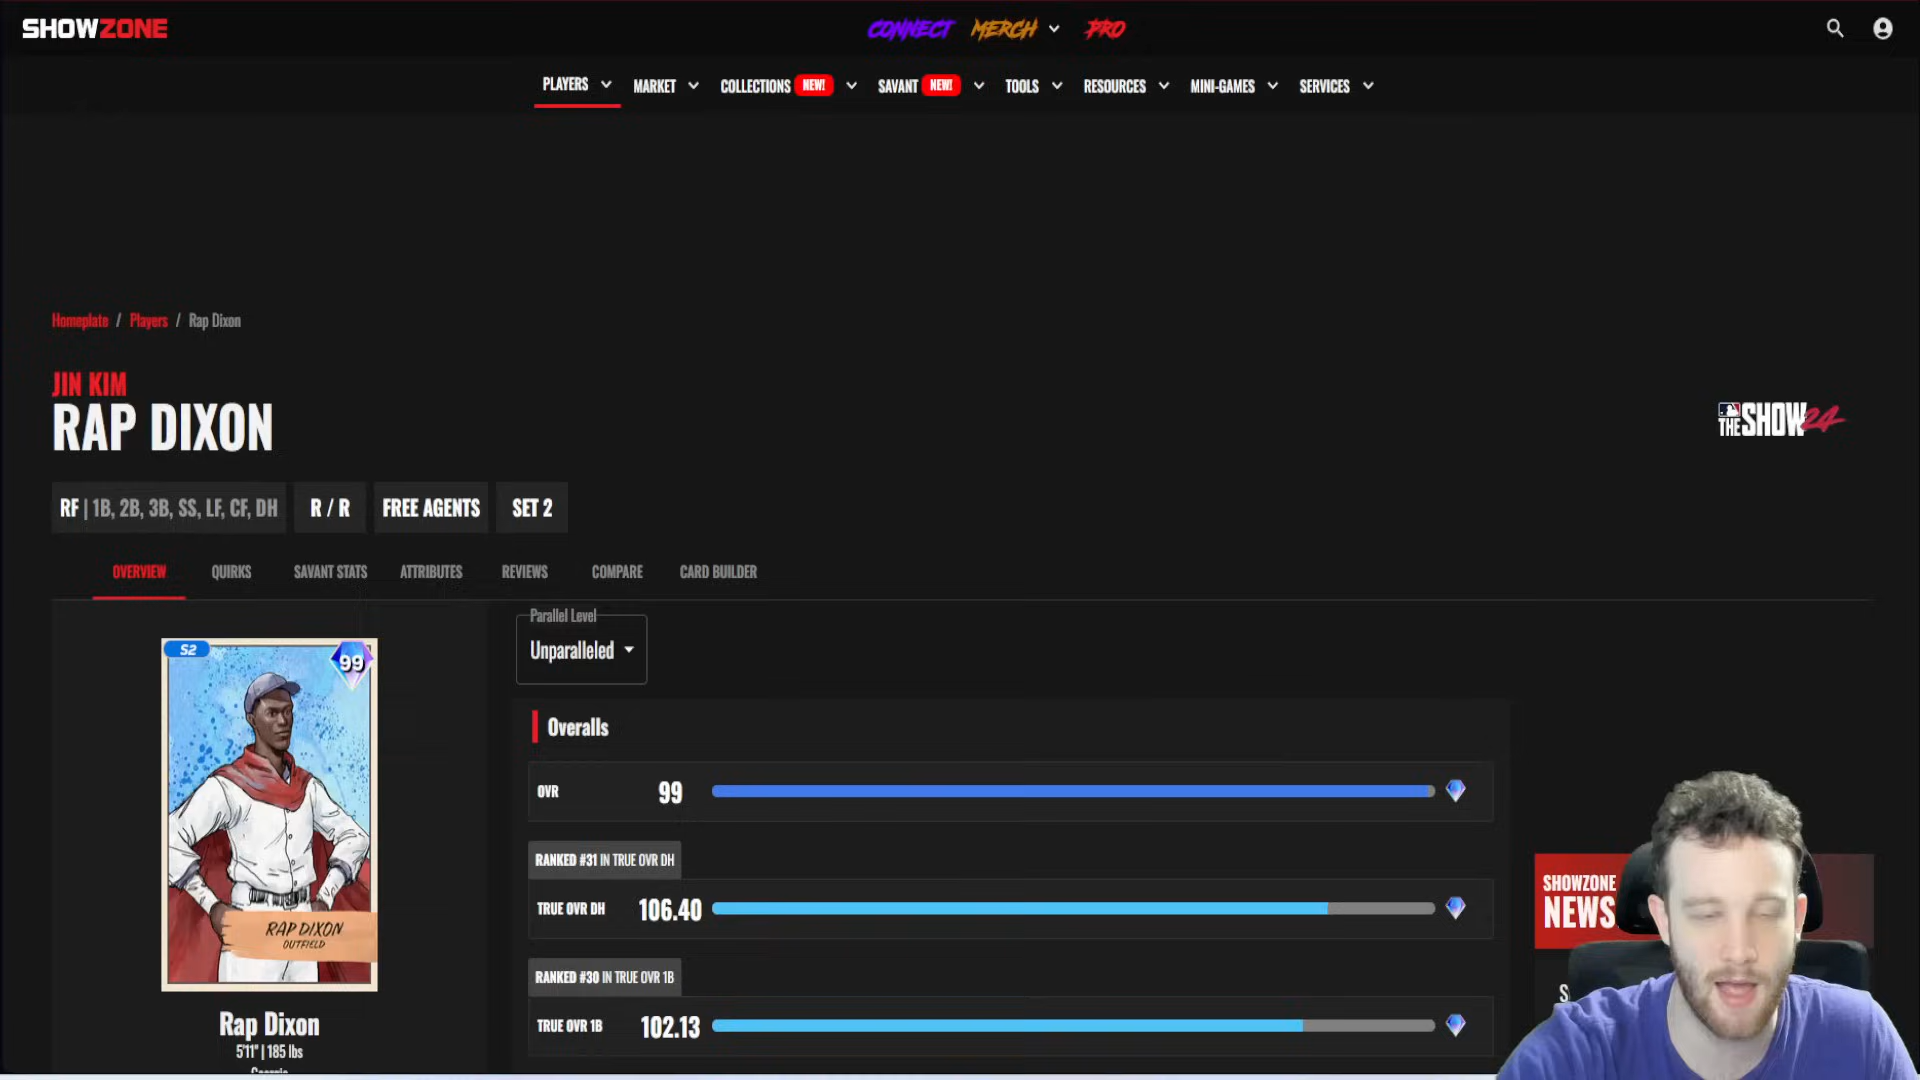 SHOWZONE
CONNECT MERCH PRO
PLAYERS MARKET COLLECTIONS NEW! SAVANT NEW! TOOLS RESOURCES MINI-GAMES SERVICES
Homeplate / Players / Rap Dixon
JIN KIM
RAP DIXON
MLB THE SHOW 24
RF | 1B, 2B, 3B, SS, LF, CF, DH R / R FREE AGENTS SET 2
OVERVIEW QUIRKS SAVANT STATS ATTRIBUTES REVIEWS COMPARE CARD BUILDER
Parallel Level
Unparalleled
S2
99
RAP DIXON
OUTFIELD
Rap Dixon
5'11" | 185 lbs
Georgia
Overalls
OVR 99
RANKED #31 IN TRUE OVR DH
TRUE OVR DH 106.40
RANKED #30 IN TRUE OVR 1B
TRUE OVR 1B 102.13
SHOWZONE
NEWS